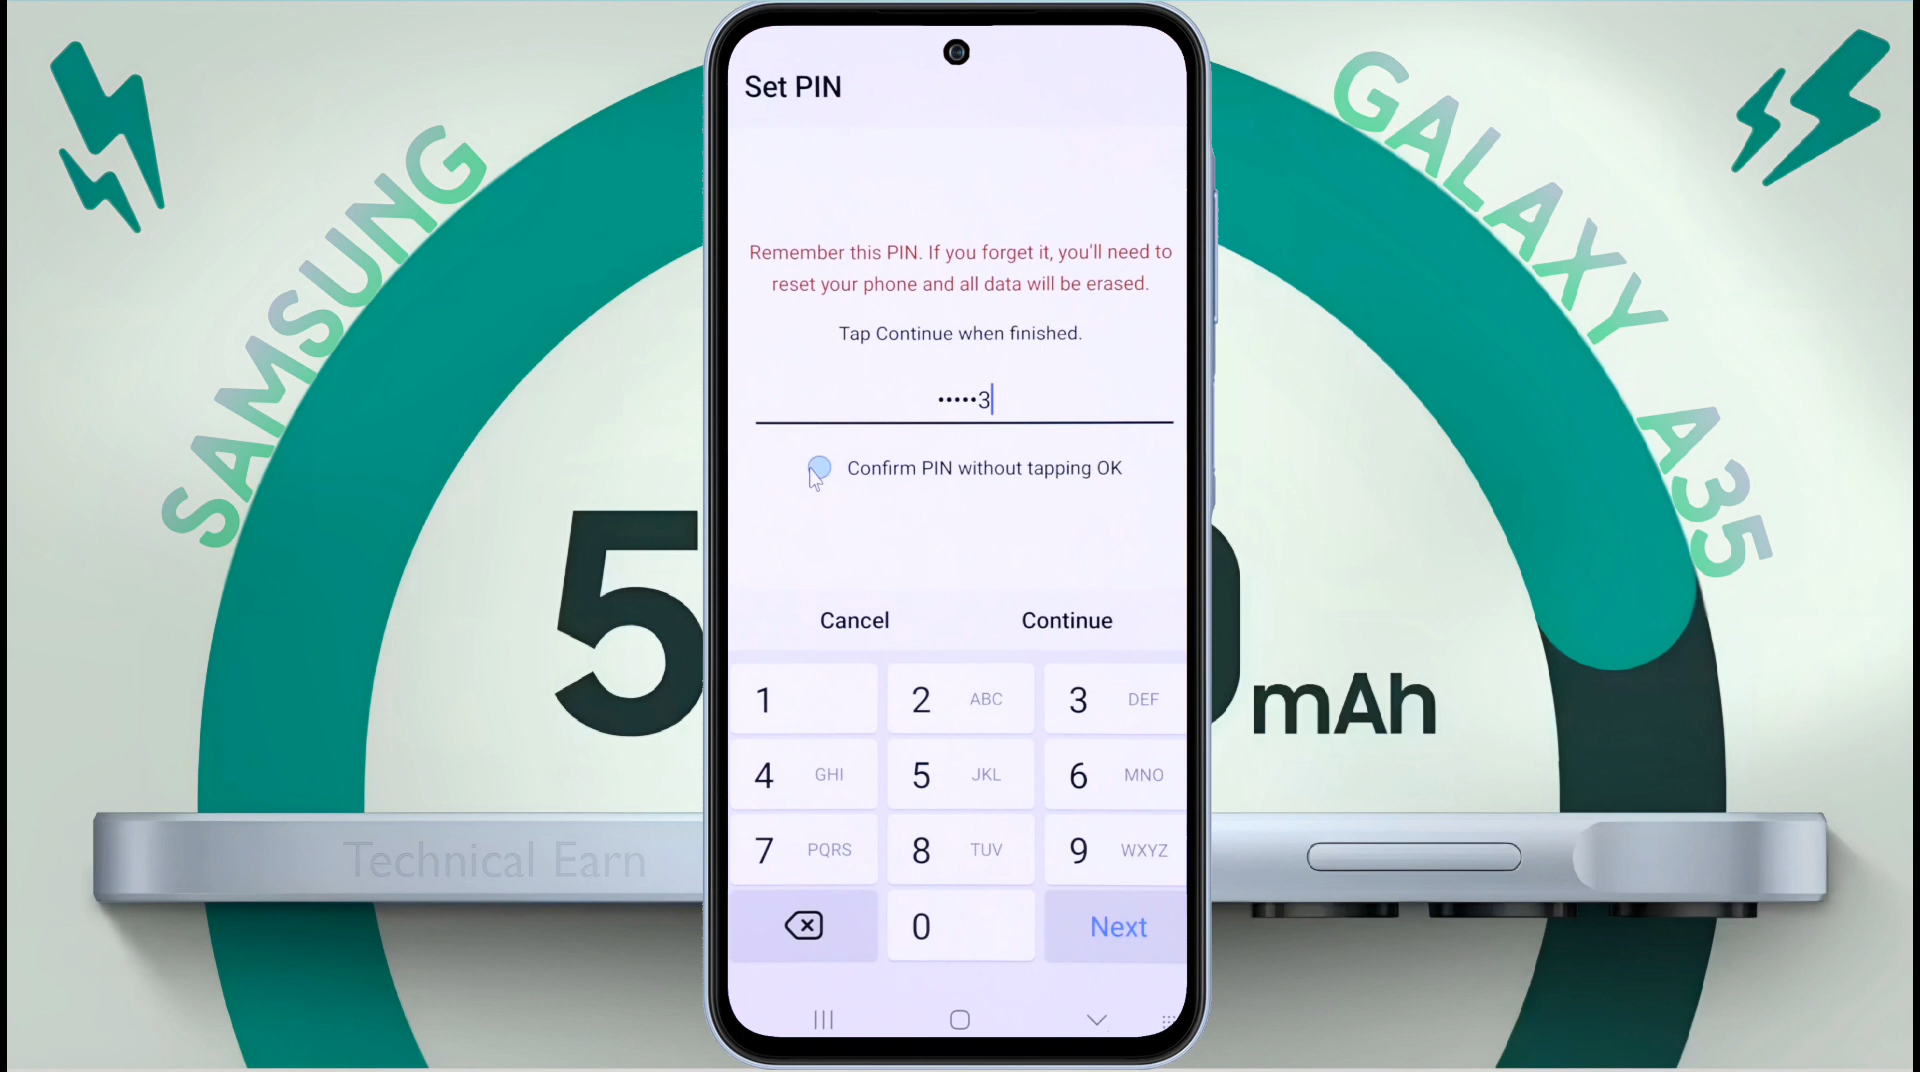 SAMSUNG
GALAXY A35
Set PIN
Remember this PIN. If you forget it, you'll need to
reset your phone and all data will be erased.
Tap Continue when finished.
•••••3
Confirm PIN without tapping OK
5
0mAh
Cancel Continue
1 2 ABC 3 DEF
4 GHI 5 JKL 6 MNO
7 PQRS 8 TUV 9 WXYZ
0 Next
Technical Earn